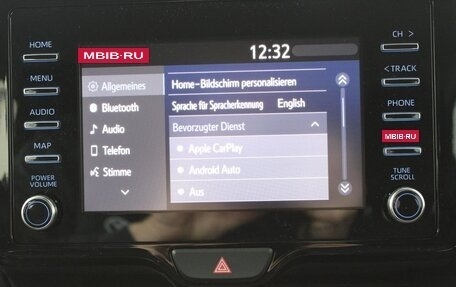 HOME
MBIB-RU
12:32
CH >
MENU
Allgemeines
Home-Bildschirm personalisieren
< TRACK
Bluetooth
Sprache für Spracherkennung English
AUDIO
Audio
Bevorzugter Dienst
PHONE
MAP
Telefon
Apple CarPlay
MBIB-RU
Stimme
Android Auto
POWER
VOLUME
Aus
TUNE
SCROLL